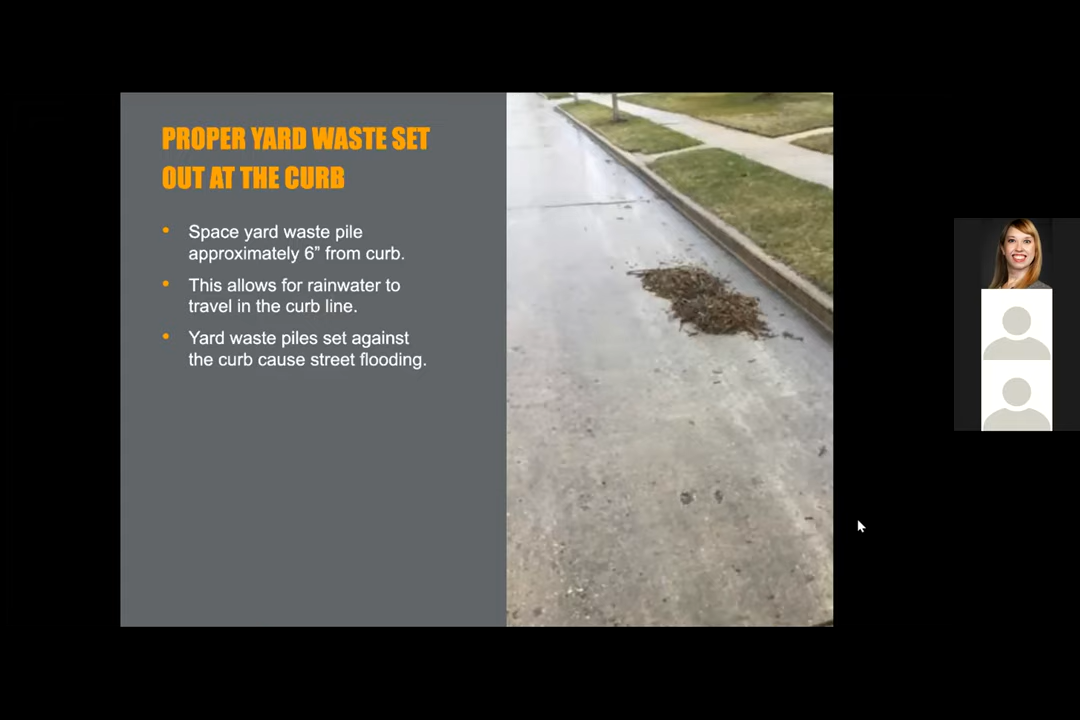 PROPER YARD WASTE SET
OUT AT THE CURB
• Space yard waste pile
approximately 6” from curb.
• This allows for rainwater to
travel in the curb line.
• Yard waste piles set against
the curb cause street flooding.